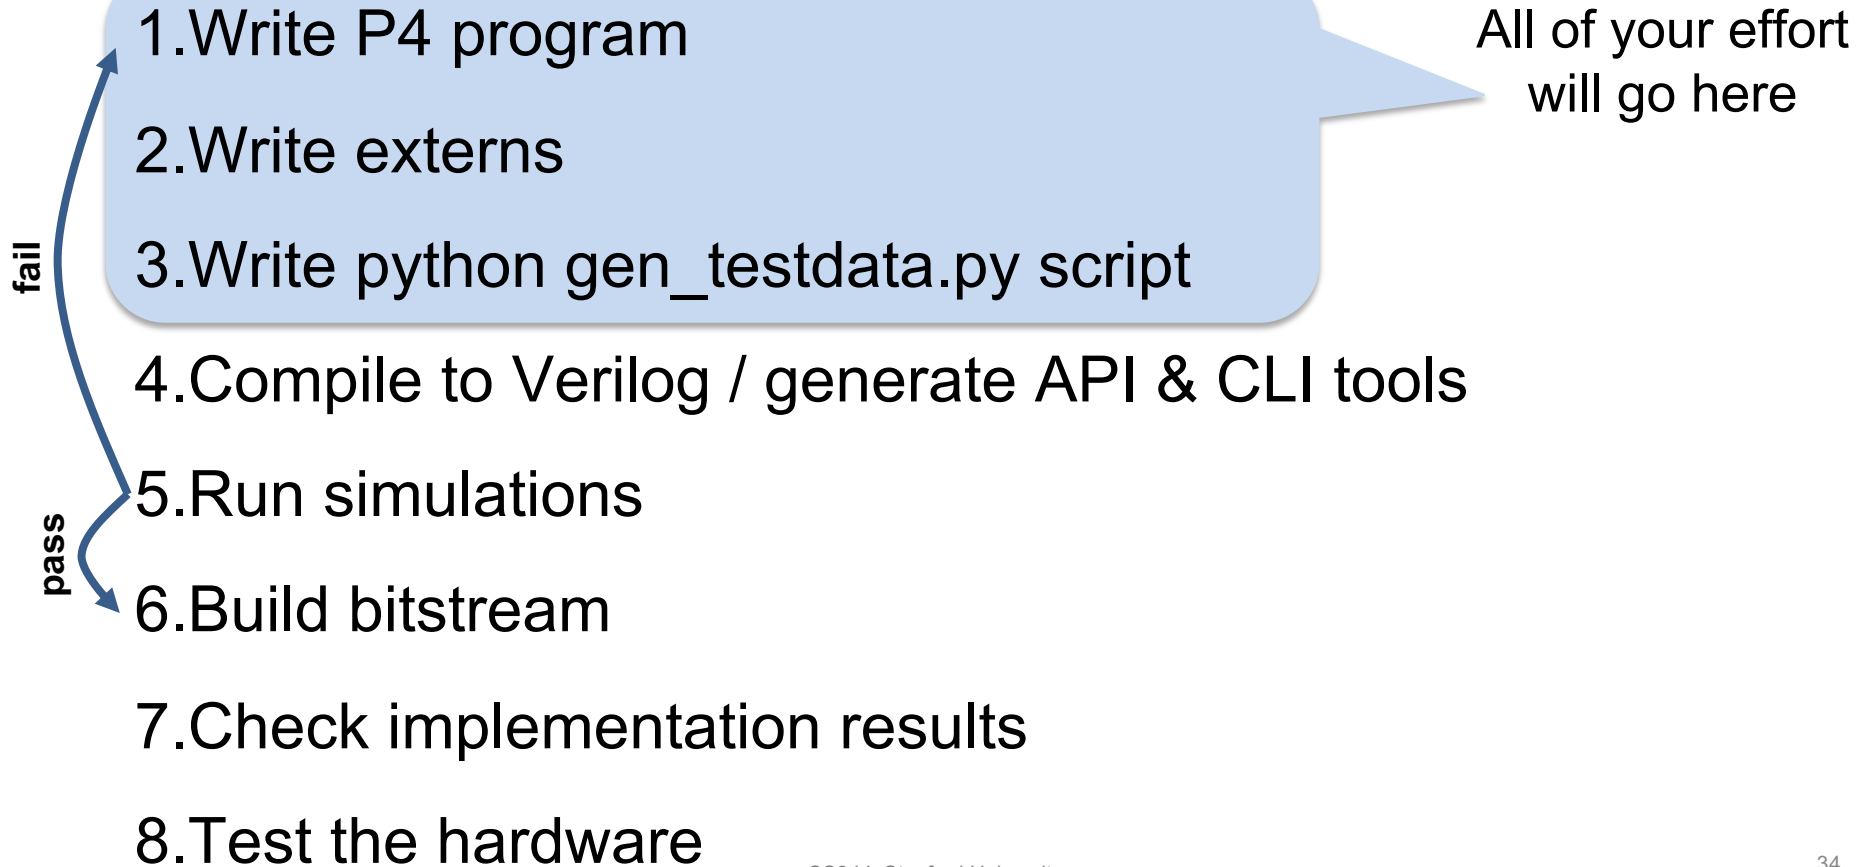 1.Write P4 program
All of your effort
will go here
2.Write externs
3.Write python gen_testdata.py script
fail
4.Compile to Verilog / generate API & CLI tools
5.Run simulations
pass
6.Build bitstream
7.Check implementation results
8.Test the hardware
34